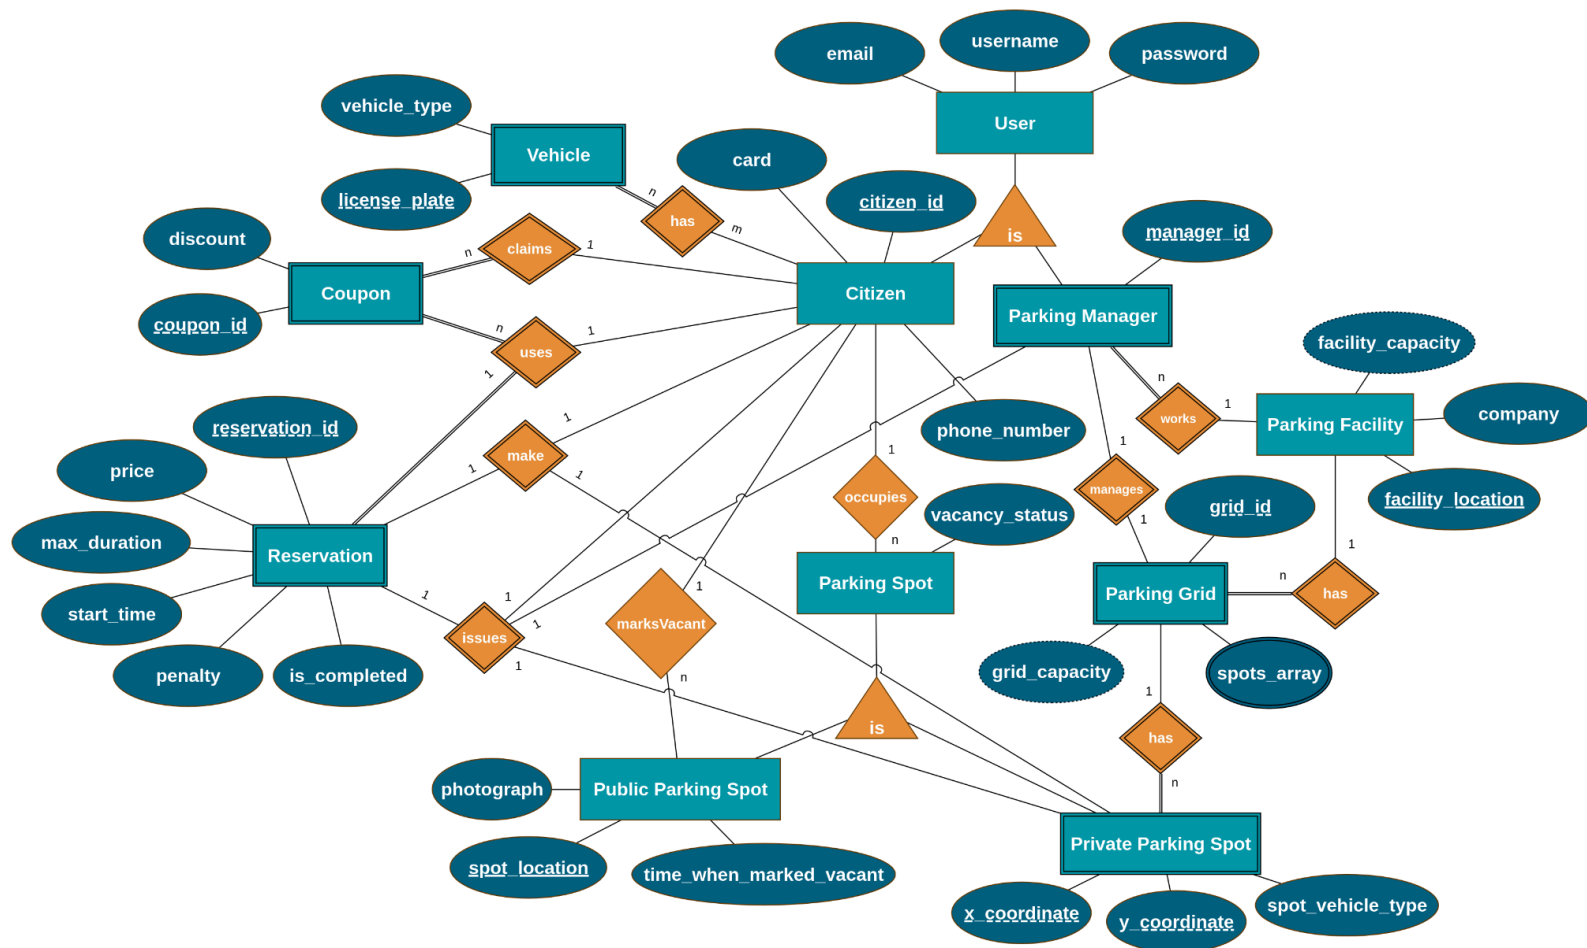 email
username
password
User
is
vehicle_type
Vehicle
license_plate
n
has
m
card
citizen_id
manager_id
discount
Coupon
coupon_id
n
claims
1
n
uses
1
1
Citizen
Parking Manager
facility_capacity
company
Parking Facility
facility_location
n
works
1
reservation_id
price
max_duration
start_time
penalty
is_completed
Reservation
1
make
1
1
phone_number
1
occupies
n
vacancy_status
Parking Spot
1
manages
1
grid_id
Parking Grid
n
has
1
grid_capacity
spots_array
1
issues
1
1
1
marksVacant
1
n
is
1
has
n
photograph
Public Parking Spot
spot_location
time_when_marked_vacant
Private Parking Spot
x_coordinate
y_coordinate
spot_vehicle_type